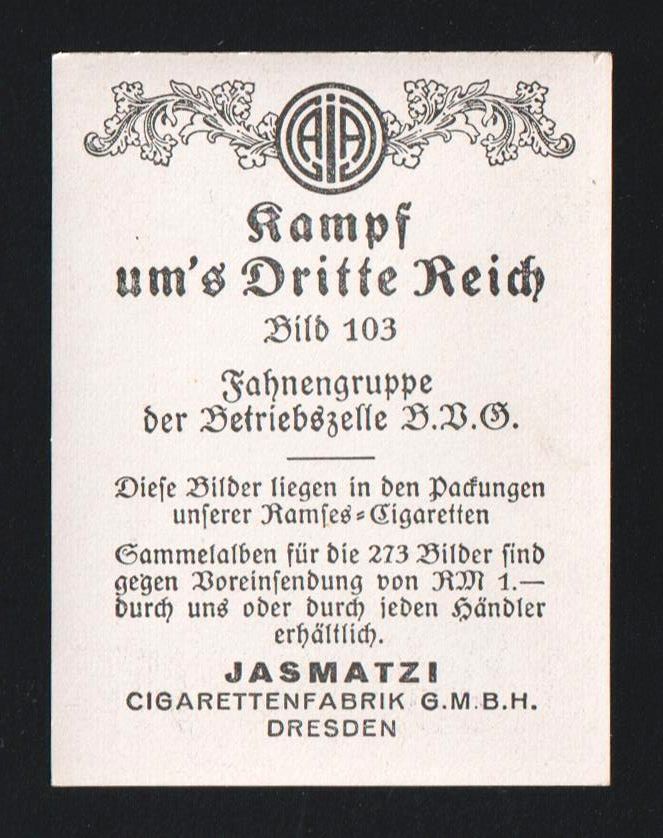 Kampf
um's Dritte Reich
Bild 103
Fahnengruppe
der Betriebszelle B.V.G.
Diese Bilder liegen in den Packungen
unserer Ramses-Cigaretten
Sammelalben für die 273 Bilder sind
gegen Voreinsendung von RM 1.—
durch uns oder durch jeden Händler
erhältlich.
JASMATZI
CIGARETTENFABRIK G.M.B.H.
DRESDEN